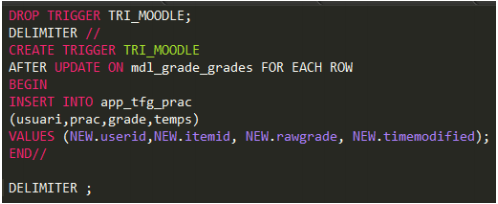 DROP TRIGGER TRI_MOODLE;
DELIMITER //
CREATE TRIGGER TRI_MOODLE
AFTER UPDATE ON mdl_grade_grades FOR EACH ROW
BEGIN
INSERT INTO app_tfg_prac
(usuari,prac,grade,temps)
VALUES (NEW.userid,NEW.itemid, NEW.rawgrade, NEW.timemodified);
END//
DELIMITER ;